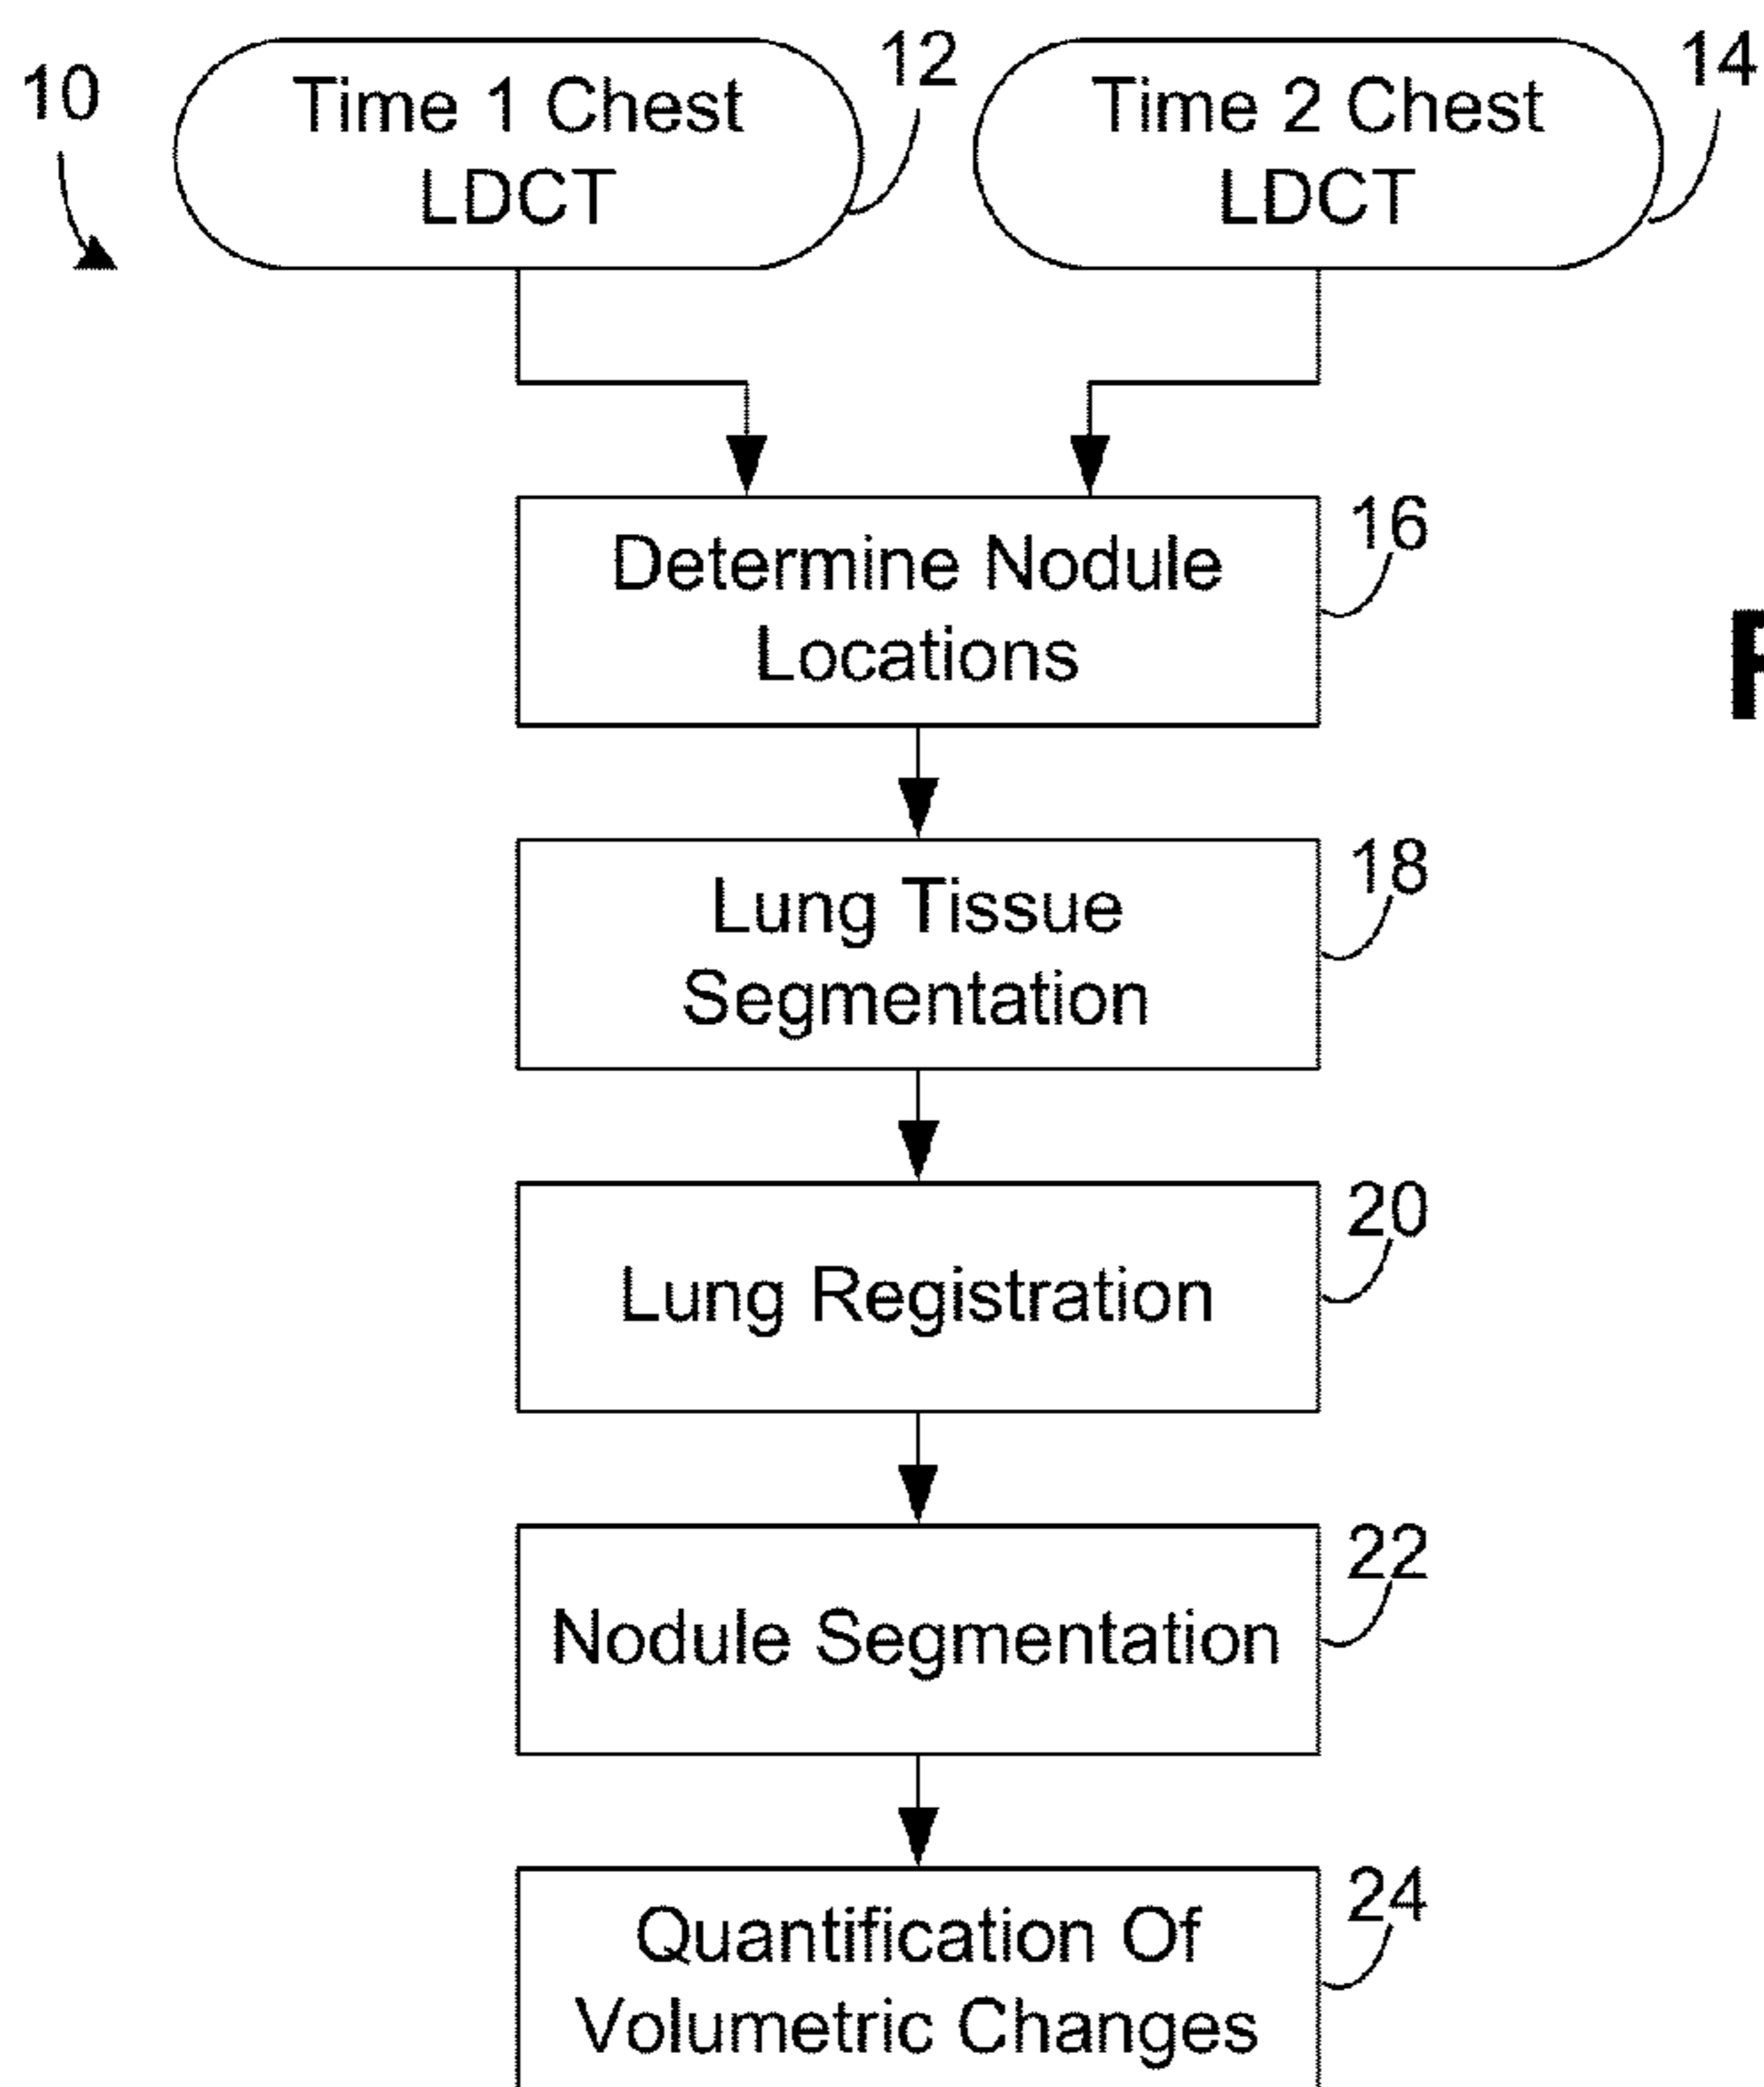 10
Time 1 Chest
LDCT
12
Time 2 Chest
LDCT
14
Determine Nodule
Locations
16
Lung Tissue
Segmentation
18
Lung Registration
20
Nodule Segmentation
22
Quantification Of
Volumetric Changes
24